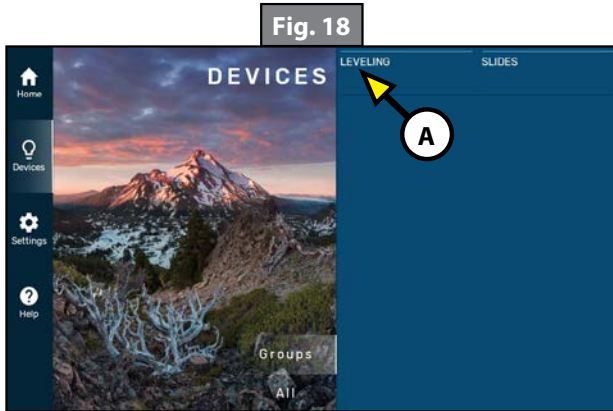 Fig. 18
Home
Devices
Settings
Help
DEVICES
Groups
All
LEVELING
SLIDES
A